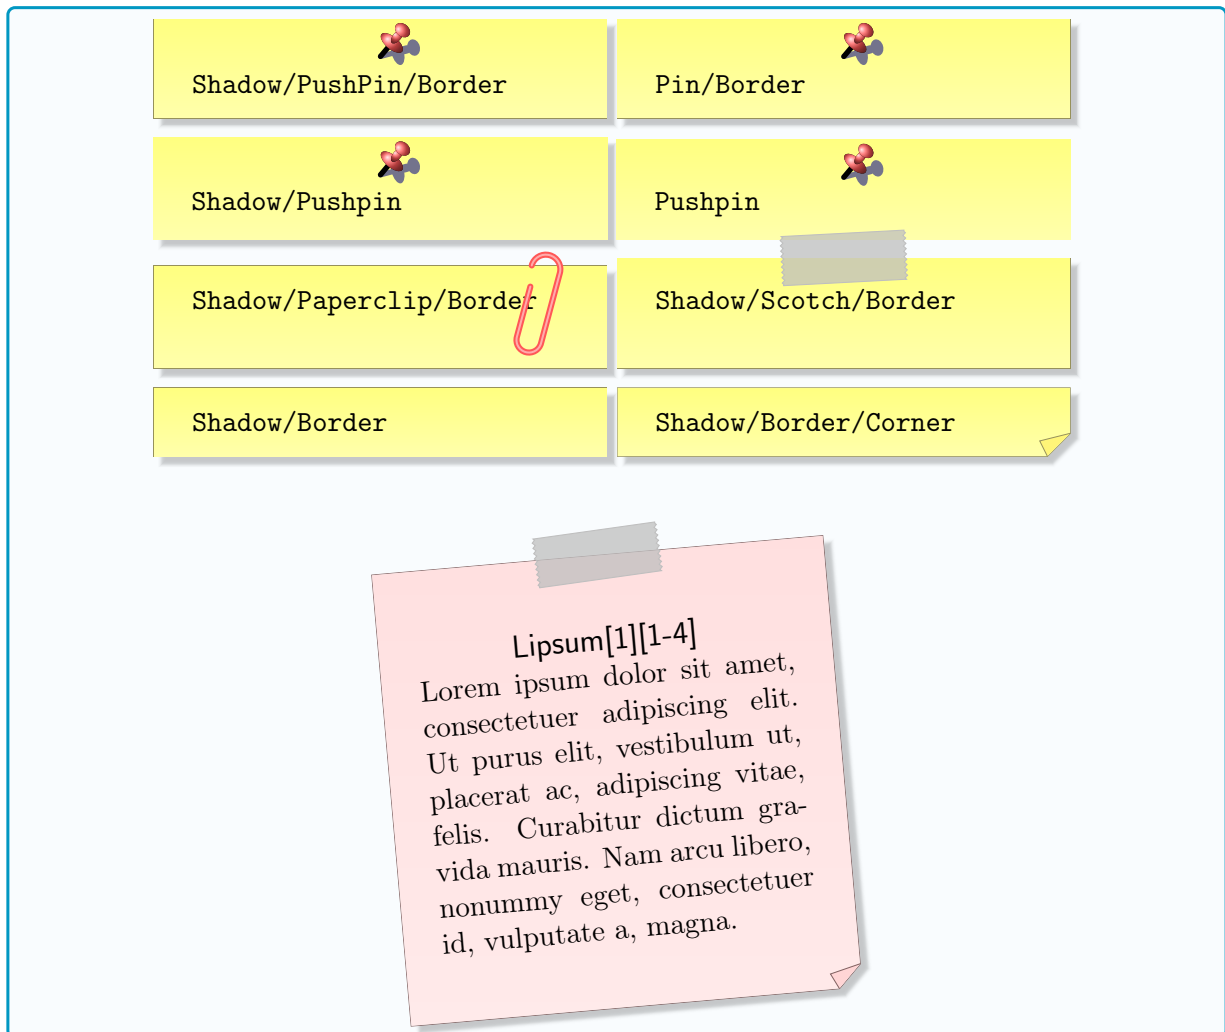 Shadow/PushPin/Border
Pin/Border
Shadow/Pushpin
Pushpin
Shadow/Paperclip/Border
Shadow/Scotch/Border
Shadow/Border
Shadow/Border/Corner
Lipsum[1][1-4]
Lorem ipsum dolor sit amet,
consectetuer adipiscing elit.
Ut purus elit, vestibulum ut,
placerat ac, adipiscing vitae,
felis. Curabitur dictum gra-
vida mauris. Nam arcu libero,
nonummy eget, consectetuer
id, vulputate a, magna.